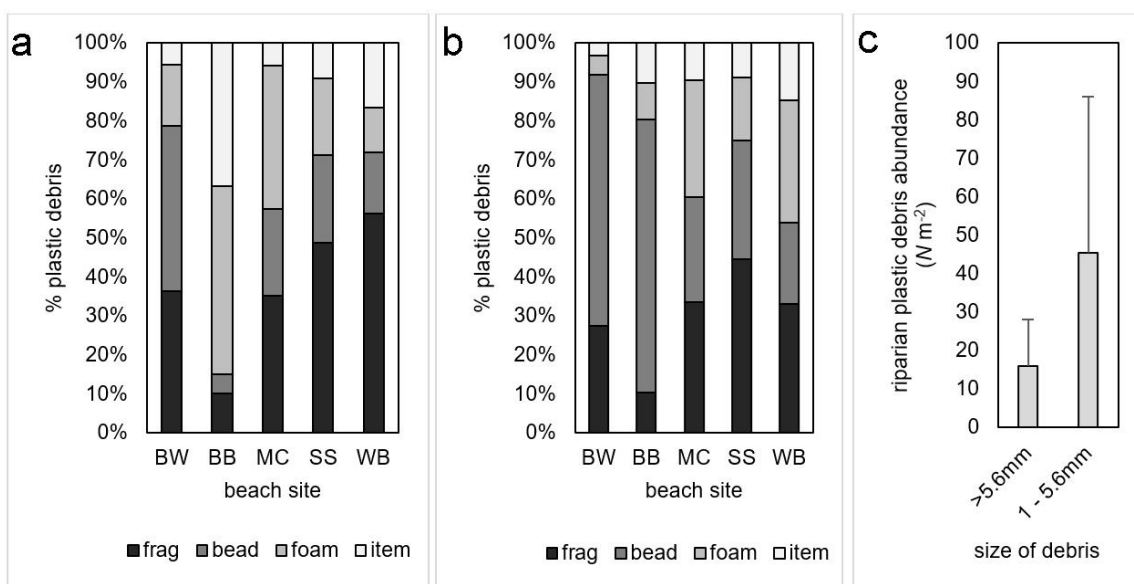 a
100%
90%
80%
70%
60%
50%
40%
30%
20%
10%
0%
% plastic debris
BW BB MC SS WB
beach site
frag bead foam item
b
100%
90%
80%
70%
60%
50%
40%
30%
20%
10%
0%
% plastic debris
BW BB MC SS WB
beach site
frag bead foam item
c
100
90
80
70
60
50
40
30
20
10
0
riparian plastic debris abundance
(N m⁻²)
>5.6mm
1 - 5.6mm
size of debris